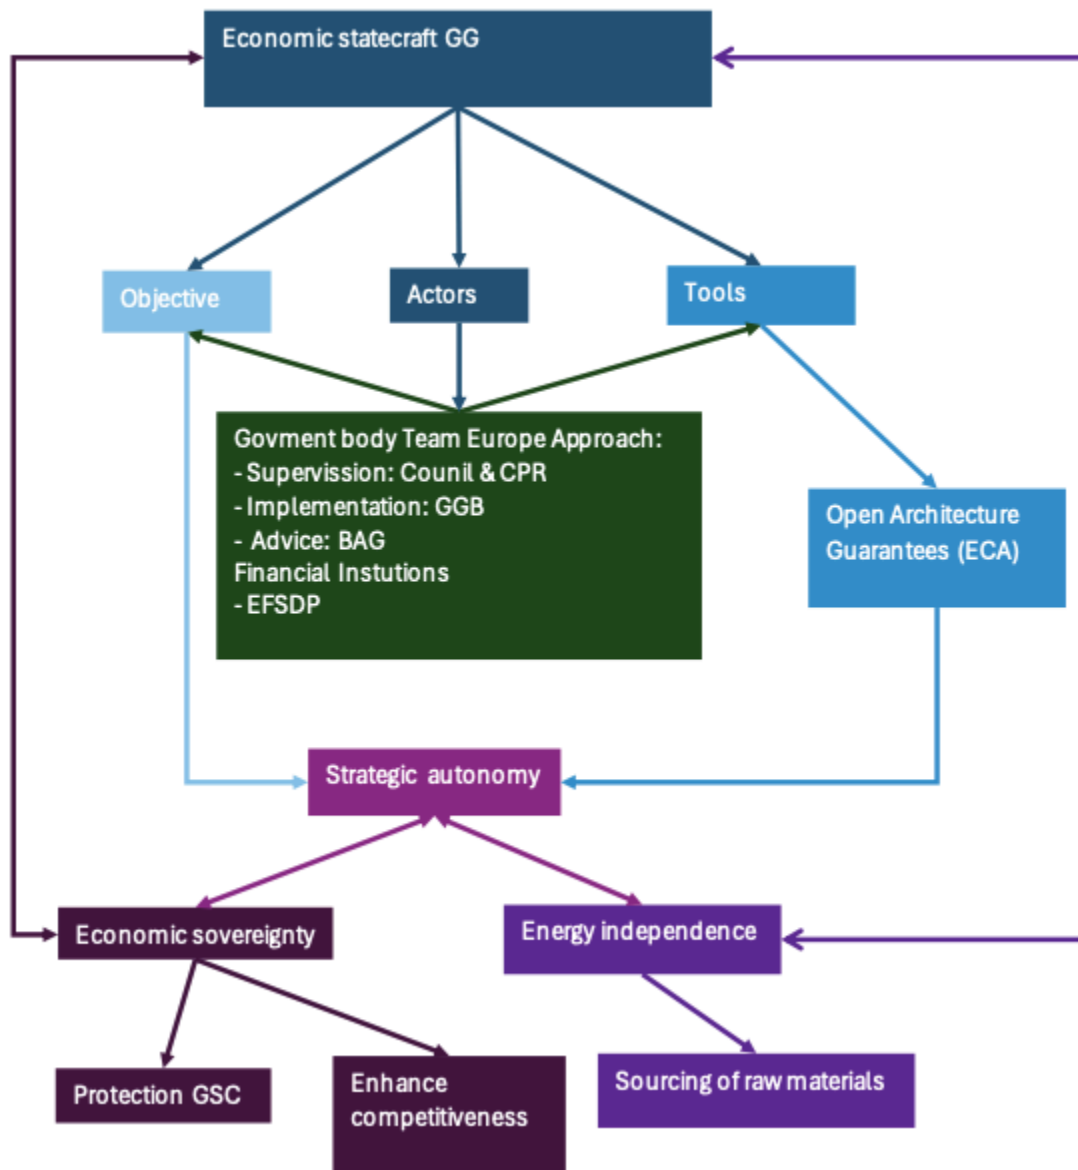 Economic statecraft GG
Objective
Actors
Tools
Govment body Team Europe Approach:
- Supervission: Counil & CPR
- Implementation: GGB
- Advice: BAG
Financial Instutions
- EFSDP
Open Architecture
Guarantees (ECA)
Strategic autonomy
Economic sovereignty
Energy independence
Protection GSC
Enhance
competitiveness
Sourcing of raw materials